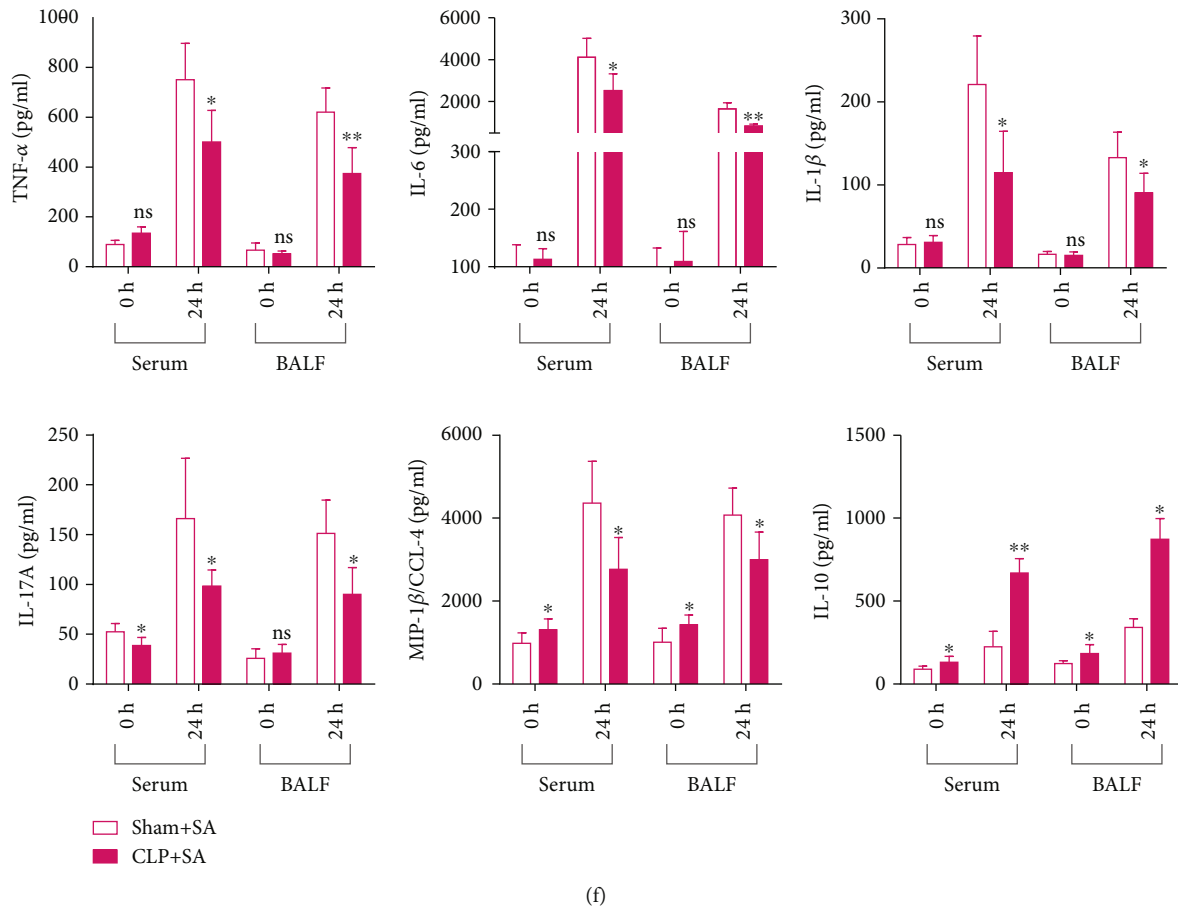 TNF-α (pg/ml)
1000
800
600
400
200
0
ns
*
ns
**
0 h
24 h
0 h
24 h
Serum
BALF
IL-6 (pg/ml)
6000
4000
2000
300
200
100
ns
*
ns
**
0 h
24 h
0 h
24 h
Serum
BALF
IL-1β (pg/ml)
300
200
100
0
ns
*
ns
*
0 h
24 h
0 h
24 h
Serum
BALF
IL-17A (pg/ml)
250
200
150
100
50
0
*
*
ns
*
0 h
24 h
0 h
24 h
Serum
BALF
MIP-1β/CCL-4 (pg/ml)
6000
4000
2000
0
*
*
*
*
0 h
24 h
0 h
24 h
Serum
BALF
IL-10 (pg/ml)
1500
1000
500
0
*
**
*
*
0 h
24 h
0 h
24 h
Serum
BALF
Sham+SA
CLP+SA
(f)